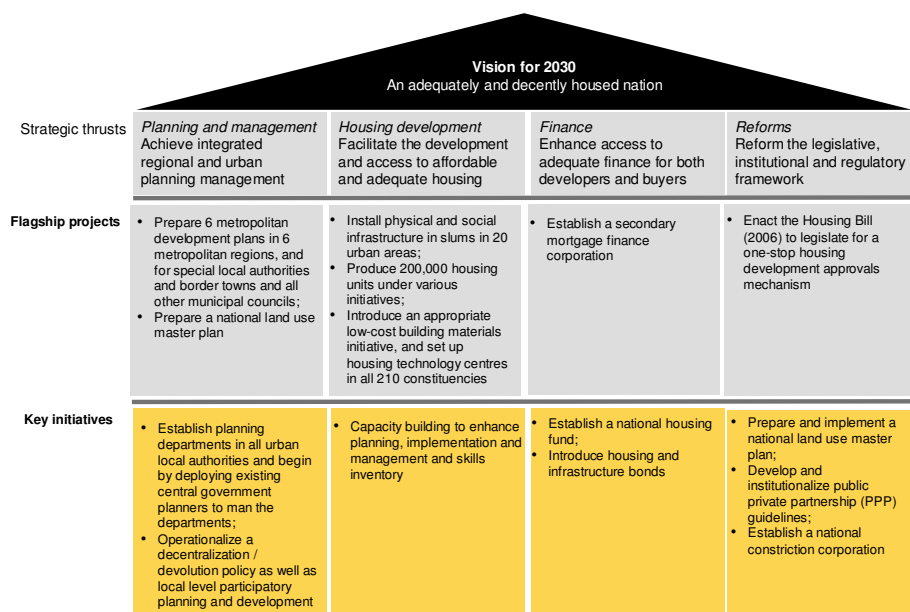 Vision for 2030
An adequately and decently housed nation
Strategic thrusts
Planning and management
Achieve integrated
regional and urban
planning management
Housing development
Facilitate the development
and access to affordable
and adequate housing
Finance
Enhance access to
adequate finance for both
developers and buyers
Reforms
Reform the legislative,
institutional and regulatory
framework
Flagship projects
• Prepare 6 metropolitan
development plans in 6
metropolitan regions, and
for special local authorities
and border towns and all
other municipal councils;
• Prepare a national land use
master plan
• Install physical and social
infrastructure in slums in 20
urban areas;
• Produce 200,000 housing
units under various
initiatives;
• Introduce an appropriate
low-cost building materials
initiative, and set up
housing technology centres
in all 210 constituencies
• Establish a secondary
mortgage finance
corporation
• Enact the Housing Bill
(2006) to legislate for a
one-stop housing
development approvals
mechanism
Key initiatives
• Establish planning
departments in all urban
local authorities and begin
by deploying existing
central government
planners to man the
departments;
• Operationalize a
decentralization /
devolution policy as well as
local level participatory
planning and development
• Capacity building to enhance
planning, implementation and
management and skills
inventory
• Establish a national housing
fund;
• Introduce housing and
infrastructure bonds
• Prepare and implement a
national land use master
plan;
• Develop and
institutionalize public
private partnership (PPP)
guidelines;
• Establish a national
constriction corporation